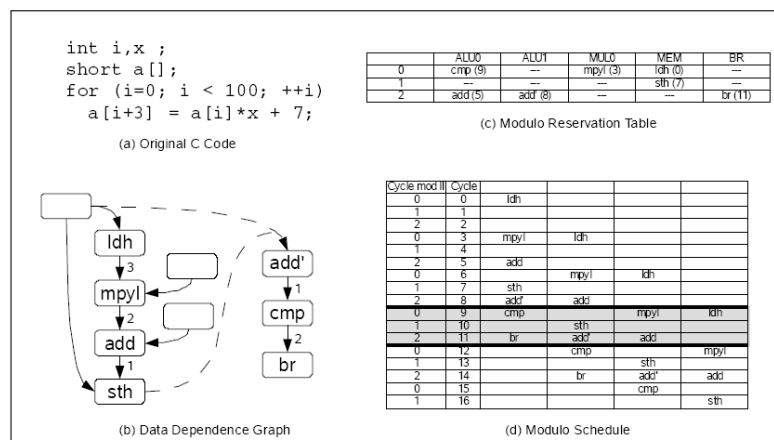 int i,x ;
short a[];
for (i=0; i < 100; ++i)
a[i+3] = a[i]*x + 7;
(a) Original C Code
ALU0 ALU1 MUL0 MEM BR
0 cmp (9) --- mpyl (3) ldh (0) ---
1 --- --- --- sth (7) ---
2 add (5) add' (8) --- --- br (11)
(c) Modulo Reservation Table
ldh
3
mpyl
2
add
1
sth
add'
1
cmp
2
br
(b) Data Dependence Graph
Cycle mod II Cycle
0 0 ldh
1 1
2 2
0 3 mpyl ldh
1 4
2 5 add
0 6 mpyl ldh
1 7 sth
2 8 add' add
0 9 cmp mpyl ldh
1 10 sth
2 11 br add' add
0 12 cmp mpyl
1 13 sth
2 14 br add' add
0 15 cmp
1 16 sth
(d) Modulo Schedule